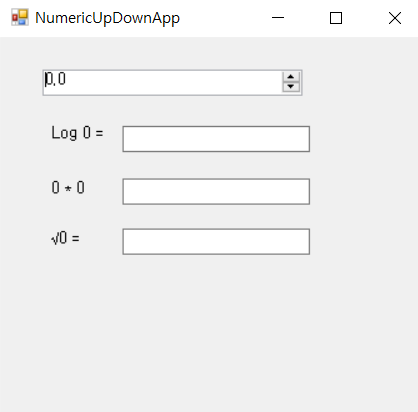 NumericUpDownApp
0,0
Log 0 =
0 * 0
√0 =